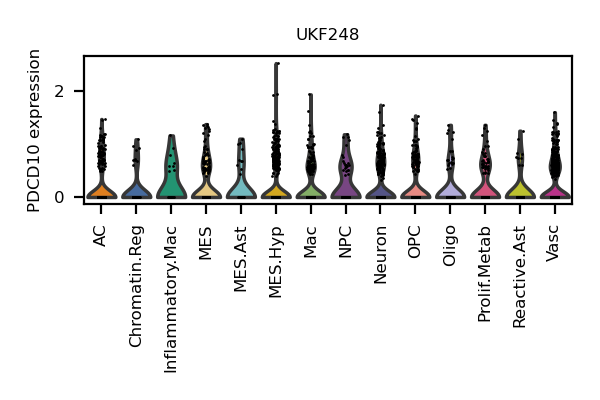 UKF248
PDCD10 expression
2
0
AC
Chromatin.Reg
Inflammatory.Mac
MES
MES.Ast
MES.Hyp
Mac
NPC
Neuron
OPC
Oligo
Prolif.Metab
Reactive.Ast
Vasc